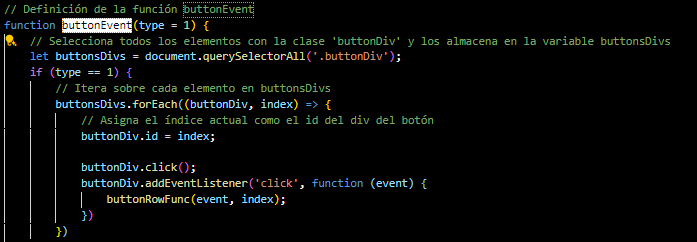 // Definición de la función buttonEvent
function buttonEvent(type = 1) {
// Selecciona todos los elementos con la clase 'buttonDiv' y los almacena en la variable buttonsDivs
let buttonsDivs = document.querySelectorAll('.buttonDiv');
if (type == 1) {
// Itera sobre cada elemento en buttonsDivs
buttonsDivs.forEach((buttonDiv, index) => {
// Asigna el índice actual como el id del div del botón
buttonDiv.id = index;
buttonDiv.click();
buttonDiv.addEventListener('click', function (event) {
buttonRowFunc(event, index);
})
})